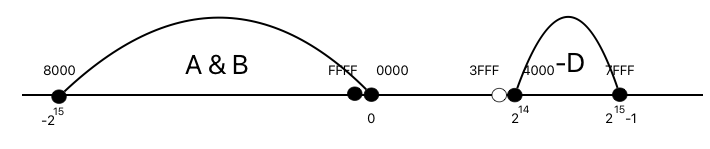 A & B
-D
8000 FFFF 0000 3FFF 4000 7FFF
-2^15 0 2^14 2^15-1